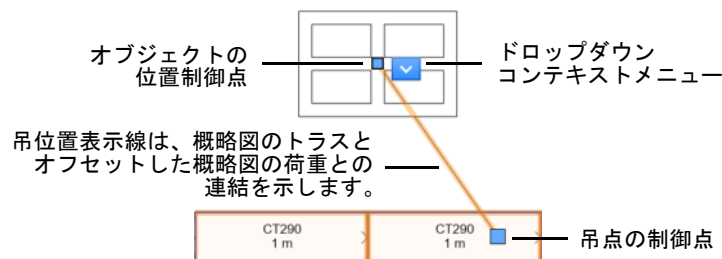 オブジェクトの
位置制御点
ドロップダウン
コンテキストメニュー
吊位置表示線は、概略図のトラスと
オフセットした概略図の荷重との
連結を示します。
CT290
1 m
CT290
1 m
吊点の制御点